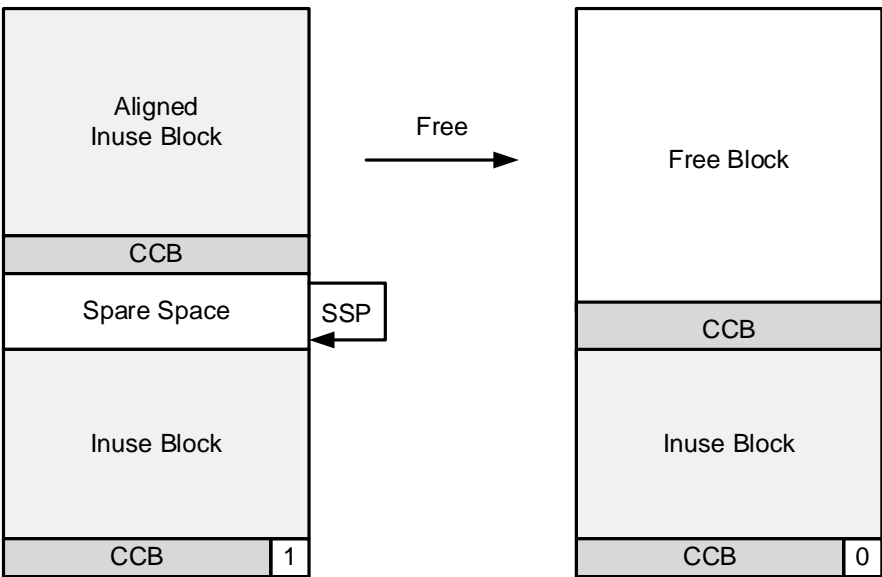 Aligned
Inuse Block
CCB
Spare Space
SSP
Inuse Block
CCB
1
Free
Free Block
CCB
Inuse Block
CCB
0